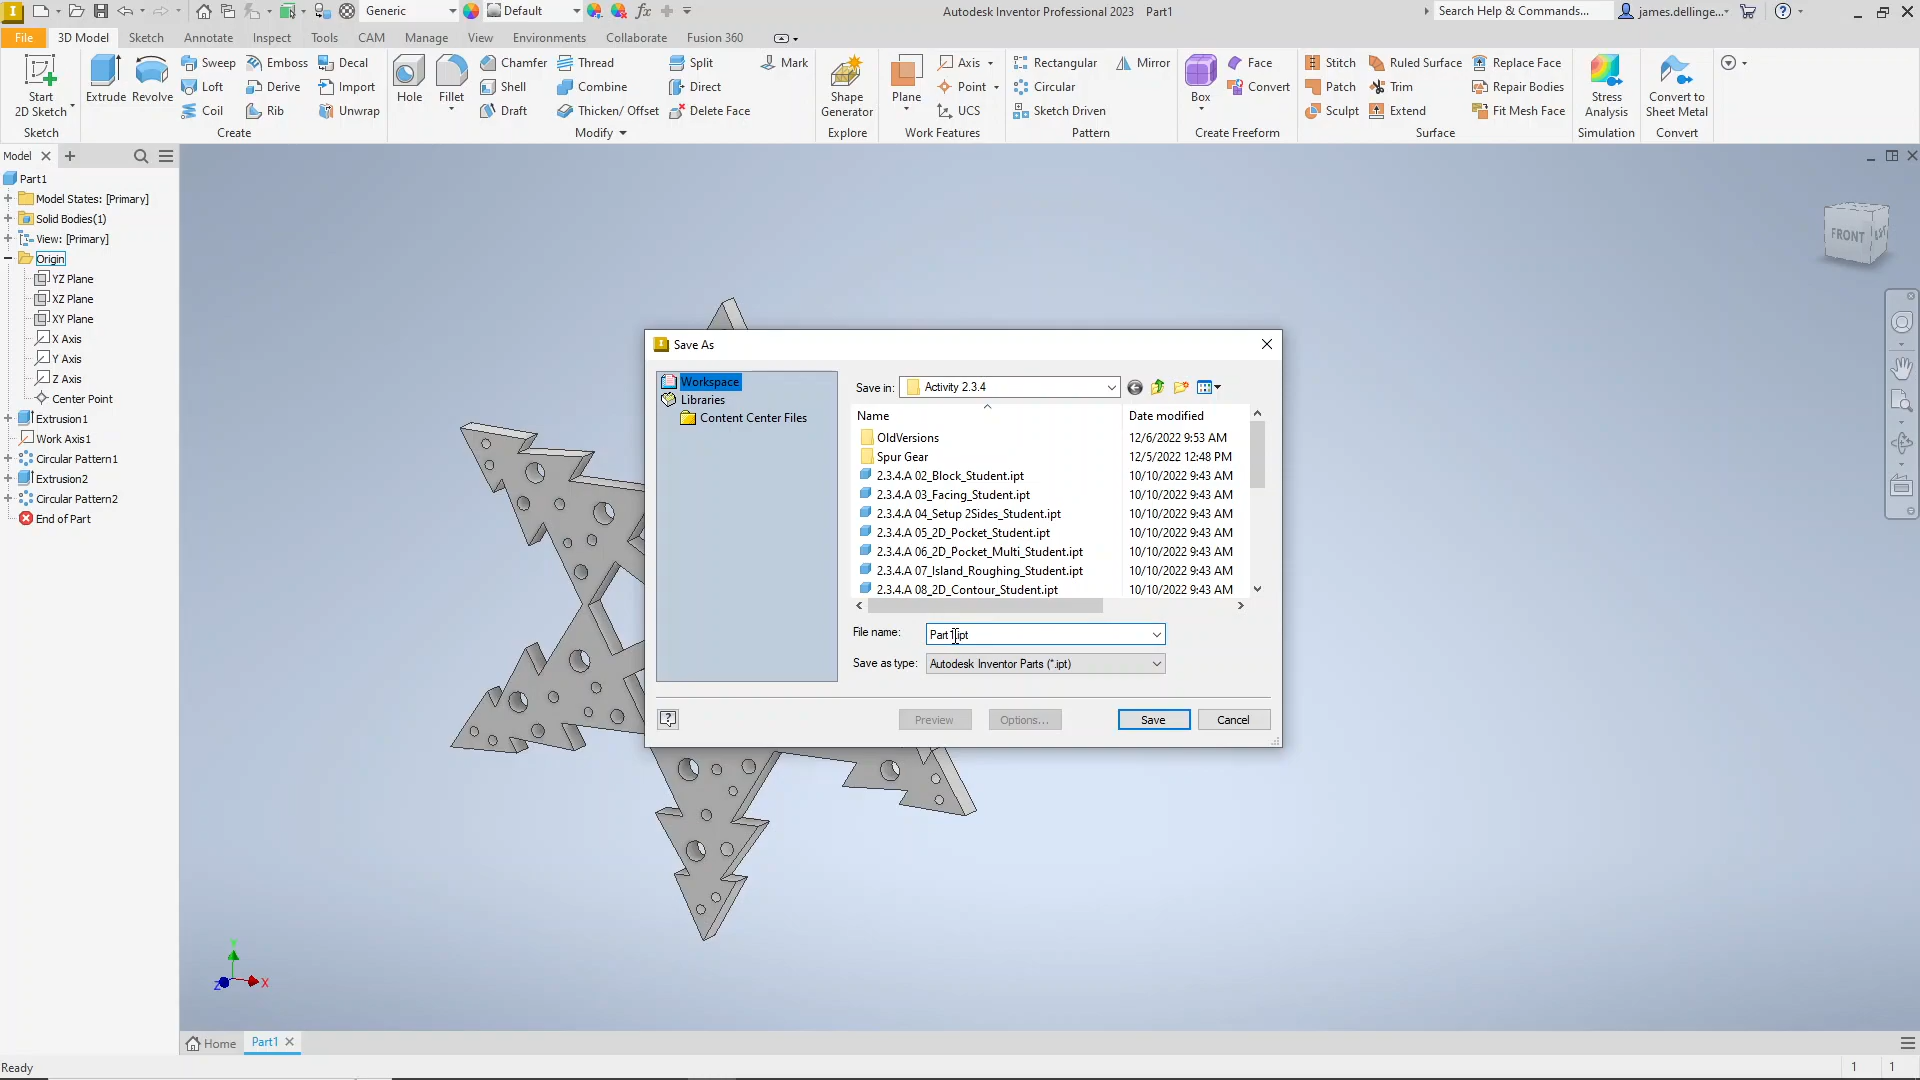 Generic
Default
Autodesk Inventor Professional 2023 Part1
Search Help & Commands...
james.dellinge...
File
3D Model
Sketch
Annotate
Inspect
Tools
CAM
Manage
View
Environments
Collaborate
Fusion 360
Start
2D Sketch
Sketch
Extrude
Revolve
Sweep
Loft
Coil
Emboss
Derive
Rib
Decal
Import
Unwrap
Create
Hole
Fillet
Chamfer
Shell
Draft
Thread
Combine
Thicken/ Offset
Split
Direct
Delete Face
Mark
Modify
Shape
Generator
Explore
Plane
Axis
Point
UCS
Work Features
Rectangular
Circular
Sketch Driven
Mirror
Pattern
Box
Face
Convert
Create Freeform
Stitch
Patch
Sculpt
Ruled Surface
Trim
Extend
Replace Face
Repair Bodies
Fit Mesh Face
Surface
Stress
Analysis
Simulation
Convert to
Sheet Metal
Convert
Model
Part1
Model States: [Primary]
Solid Bodies(1)
View: [Primary]
Origin
YZ Plane
XZ Plane
XY Plane
X Axis
Y Axis
Z Axis
Center Point
Extrusion1
Work Axis1
Circular Pattern1
Extrusion2
Circular Pattern2
End of Part
FRONT
Save As
Workspace
Libraries
Content Center Files
Save in:
Activity 2.3.4
Name Date modified
OldVersions 12/6/2022 9:53 AM
Spur Gear 12/5/2022 12:48 PM
2.3.4.A 02_Block_Student.ipt 10/10/2022 9:43 AM
2.3.4.A 03_Facing_Student.ipt 10/10/2022 9:43 AM
2.3.4.A 04_Setup 2Sides_Student.ipt 10/10/2022 9:43 AM
2.3.4.A 05_2D_Pocket_Student.ipt 10/10/2022 9:43 AM
2.3.4.A 06_2D_Pocket_Multi_Student.ipt 10/10/2022 9:43 AM
2.3.4.A 07_Island_Roughing_Student.ipt 10/10/2022 9:43 AM
2.3.4.A 08_2D_Contour_Student.ipt 10/10/2022 9:43 AM
File name: Part1.ipt
Save as type: Autodesk Inventor Parts (*.ipt)
Preview
Options...
Save
Cancel
Y
X
Z
Home
Part1
Ready
1
1